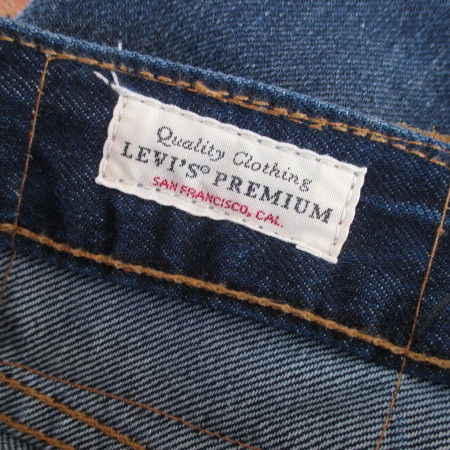 Quality Clothing
LEVI'S® PREMIUM
SAN FRANCISCO, CAL.